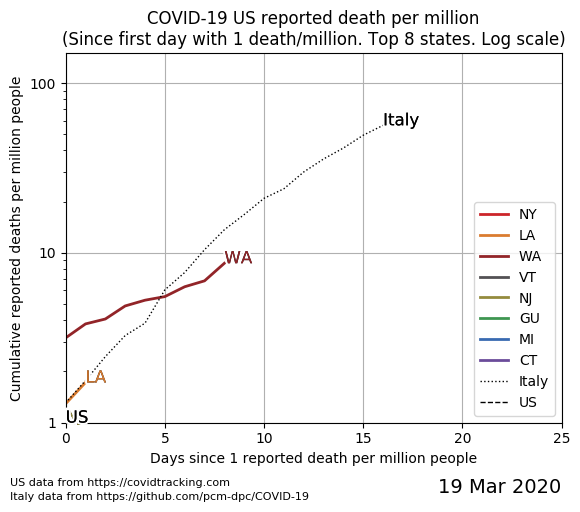 COVID-19 US reported death per million
(Since first day with 1 death/million. Top 8 states. Log scale)
Cumulative reported deaths per million people
100
10
1
Italy
WA
LA
US
NY
LA
WA
VT
NJ
GU
MI
CT
Italy
US
0 5 10 15 20 25
Days since 1 reported death per million people
US data from https://covidtracking.com
Italy data from https://github.com/pcm-dpc/COVID-19
19 Mar 2020